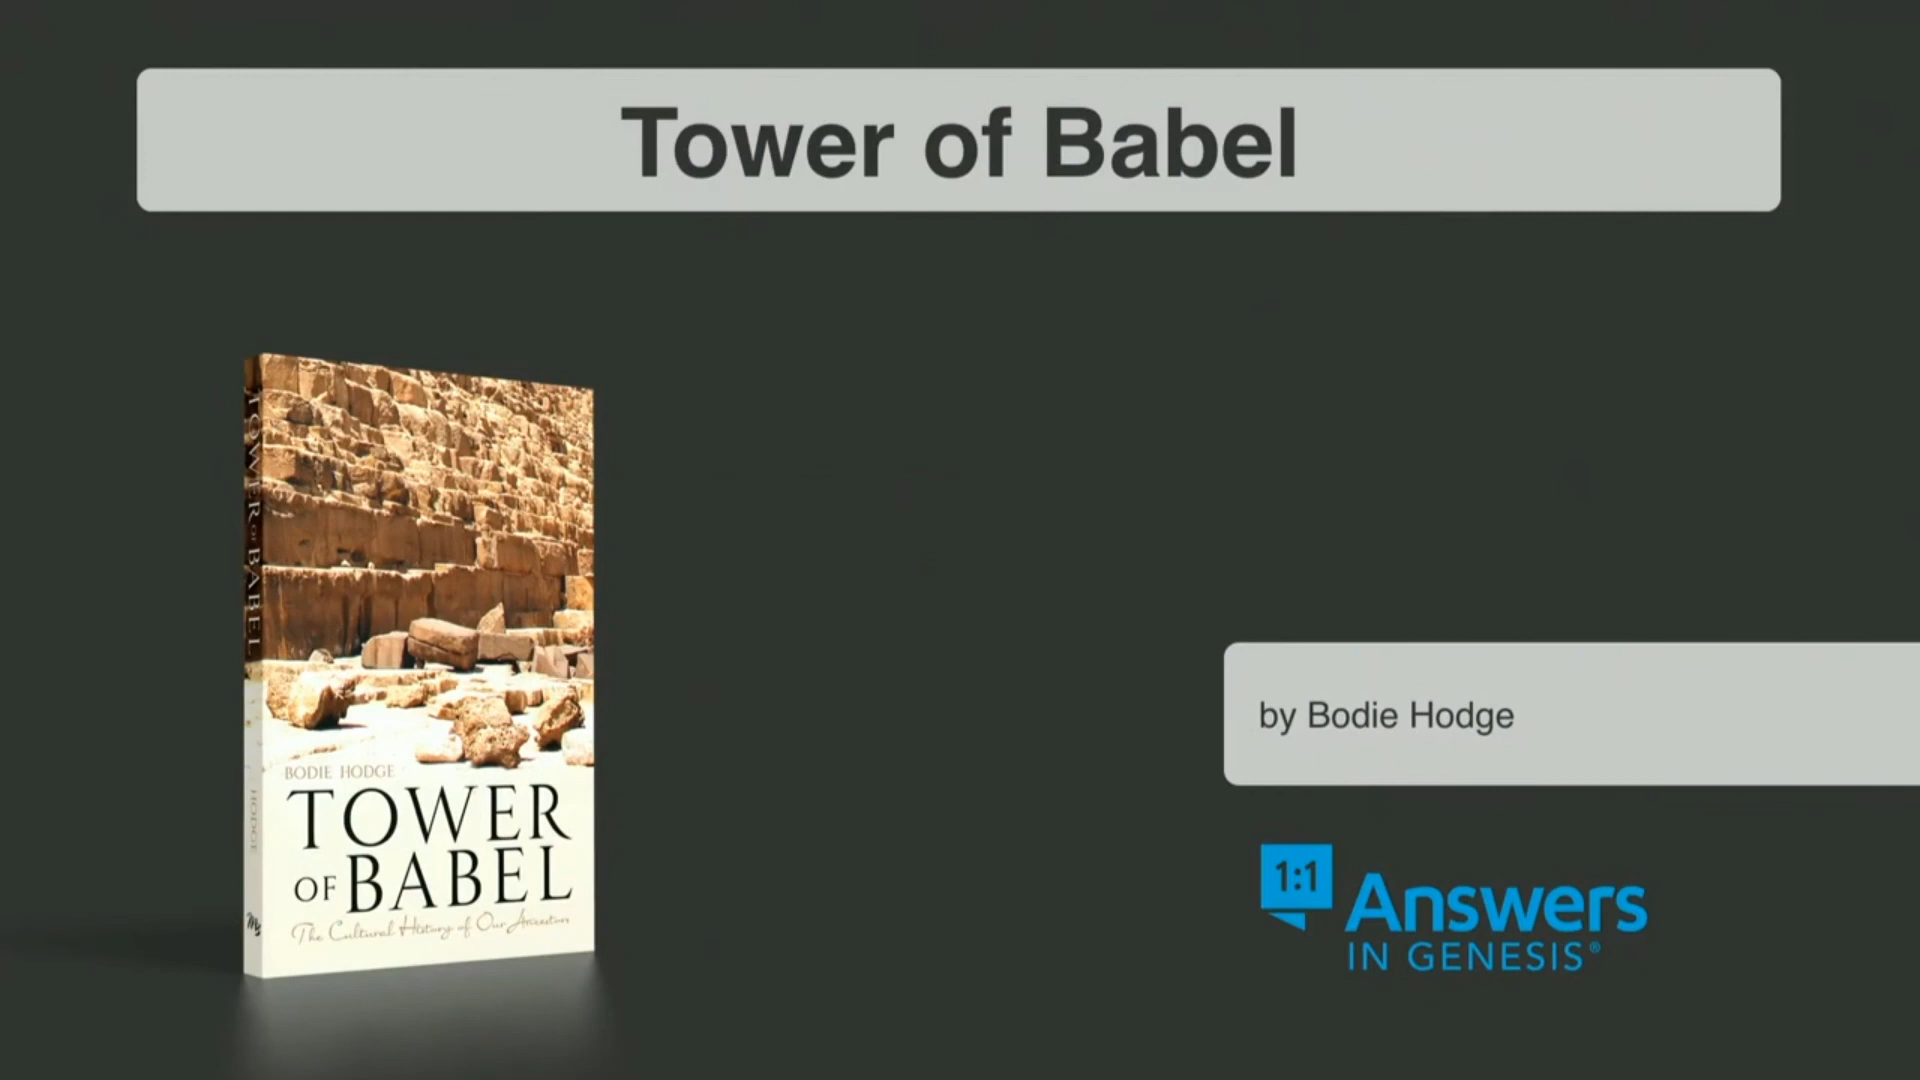 Tower of Babel
TOWER OF BABEL
HODGE
BODIE HODGE
TOWER
OF BABEL
The Cultural History of Our Ancestors
by Bodie Hodge
1:1
Answers
IN GENESIS®